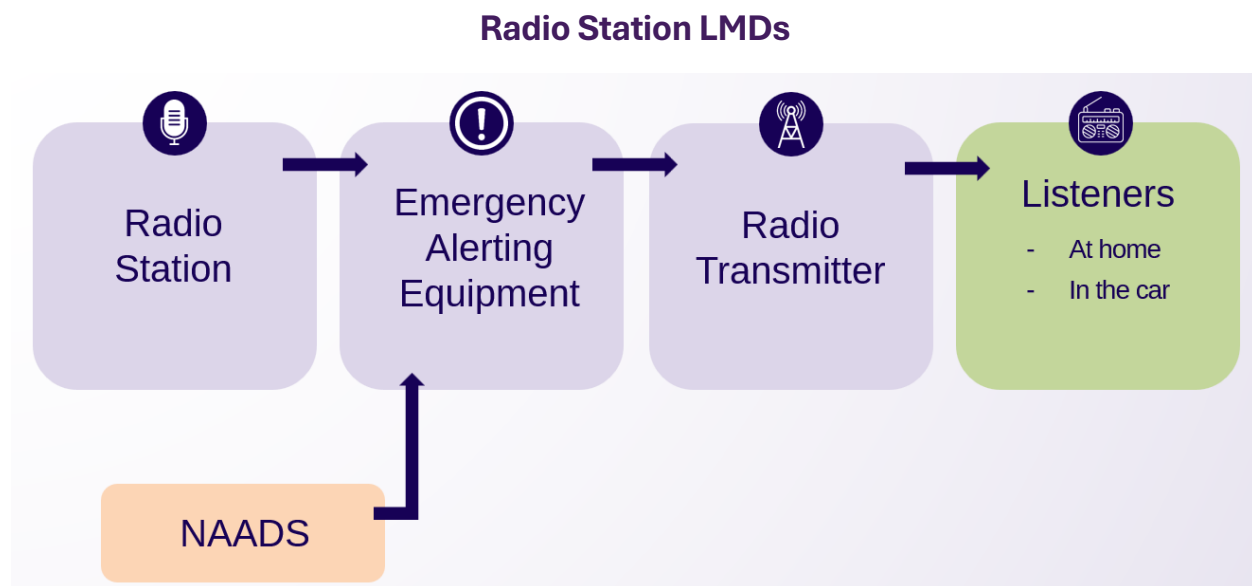 Radio Station LMDs
Radio
Station
Emergency
Alerting
Equipment
Radio
Transmitter
Listeners
- At home
- In the car
NAADS